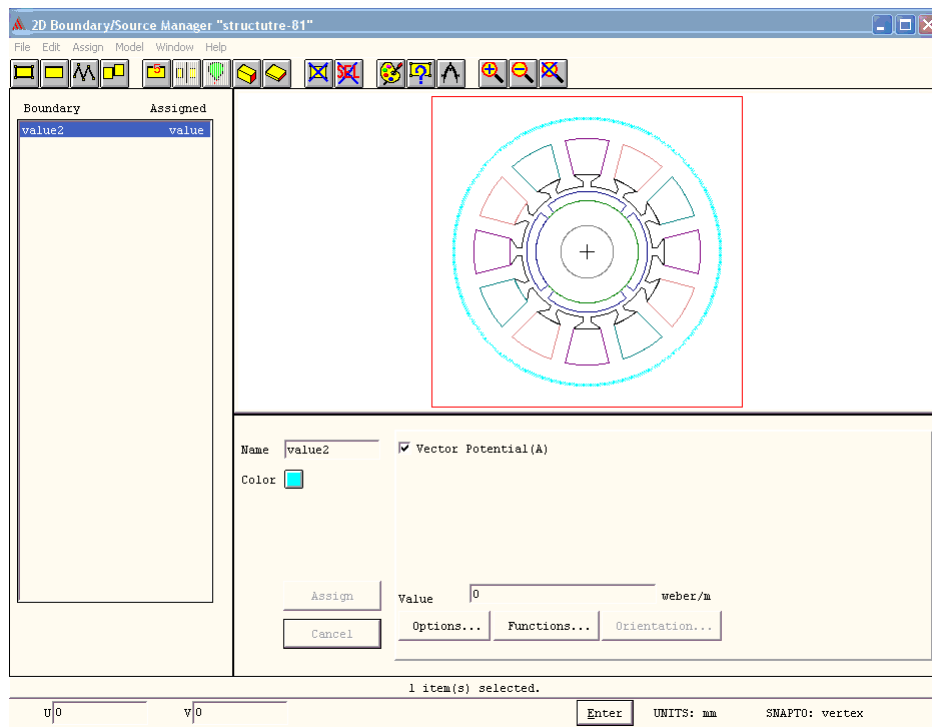 2D Boundary/Source Manager "structutre-81"
File Edit Assign Model Window Help
Boundary Assigned
value2 value
Name value2
Vector Potential(A)
Color
Assign
Value 0 weber/m
Cancel
Options... Functions... Orientation...
1 item(s) selected.
U 0 V 0 Enter UNITS: mm SNAPTO: vertex